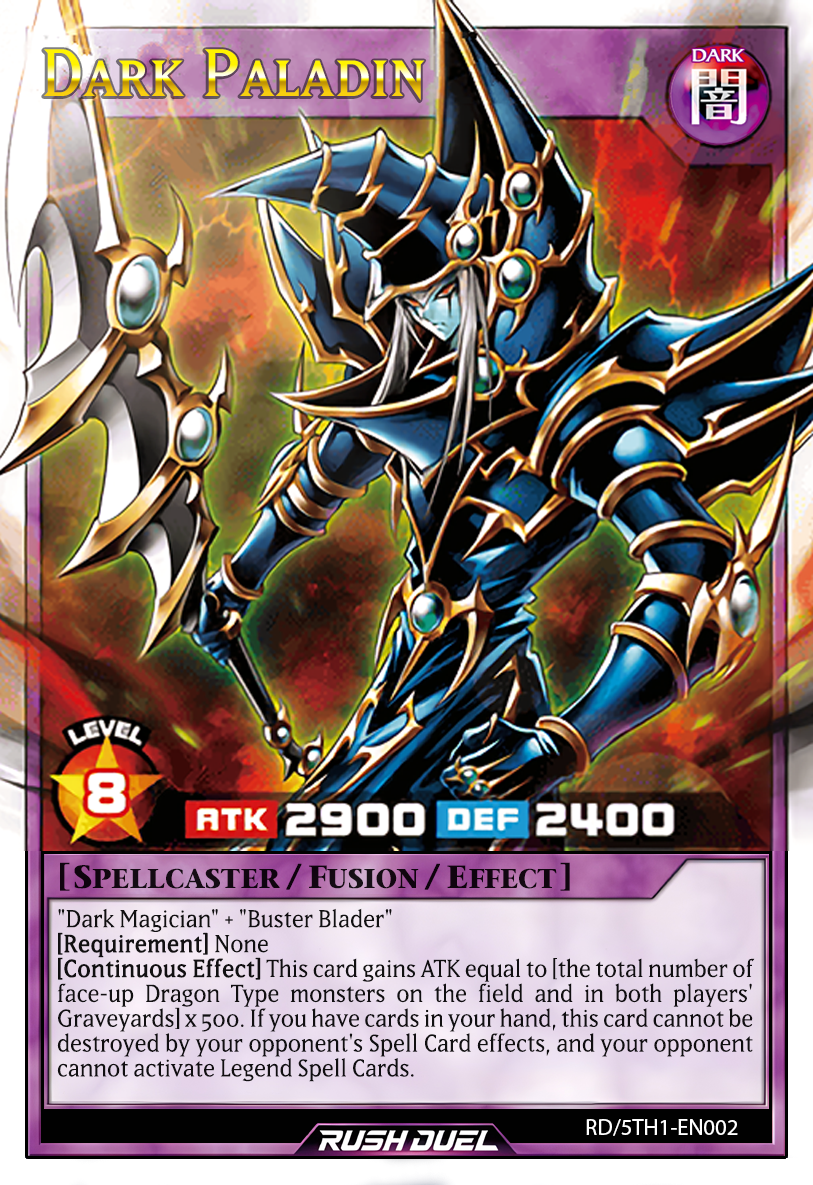 DARK PALADIN
DARK
闇
LEVEL
8
ATK 2900 DEF 2400
[SPELLCASTER / FUSION / EFFECT]
"Dark Magician" + "Buster Blader"
[Requirement] None
[Continuous Effect] This card gains ATK equal to [the total number of
face-up Dragon Type monsters on the field and in both players'
Graveyards] x 500. If you have cards in your hand, this card cannot be
destroyed by your opponent's Spell Card effects, and your opponent
cannot activate Legend Spell Cards.
RD/5TH1-EN002
RUSH DUEL